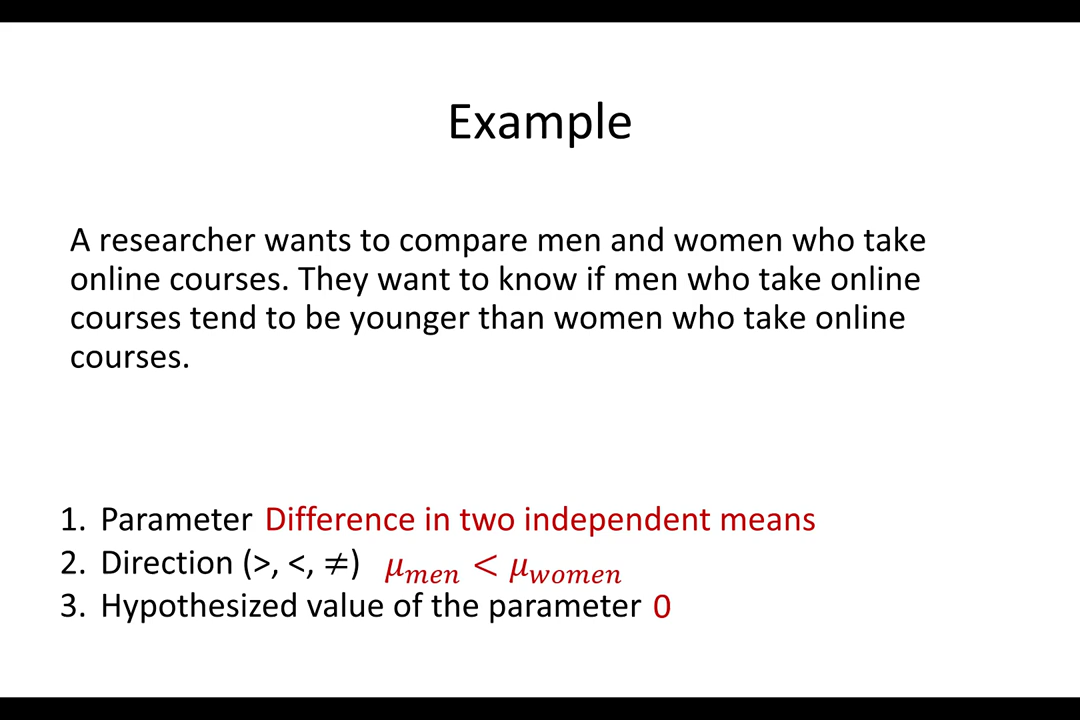 Example
A researcher wants to compare men and women who take
online courses. They want to know if men who take online
courses tend to be younger than women who take online
courses.
1. Parameter Difference in two independent means
2. Direction (>, <, ≠) μ_men < μ_women
3. Hypothesized value of the parameter 0